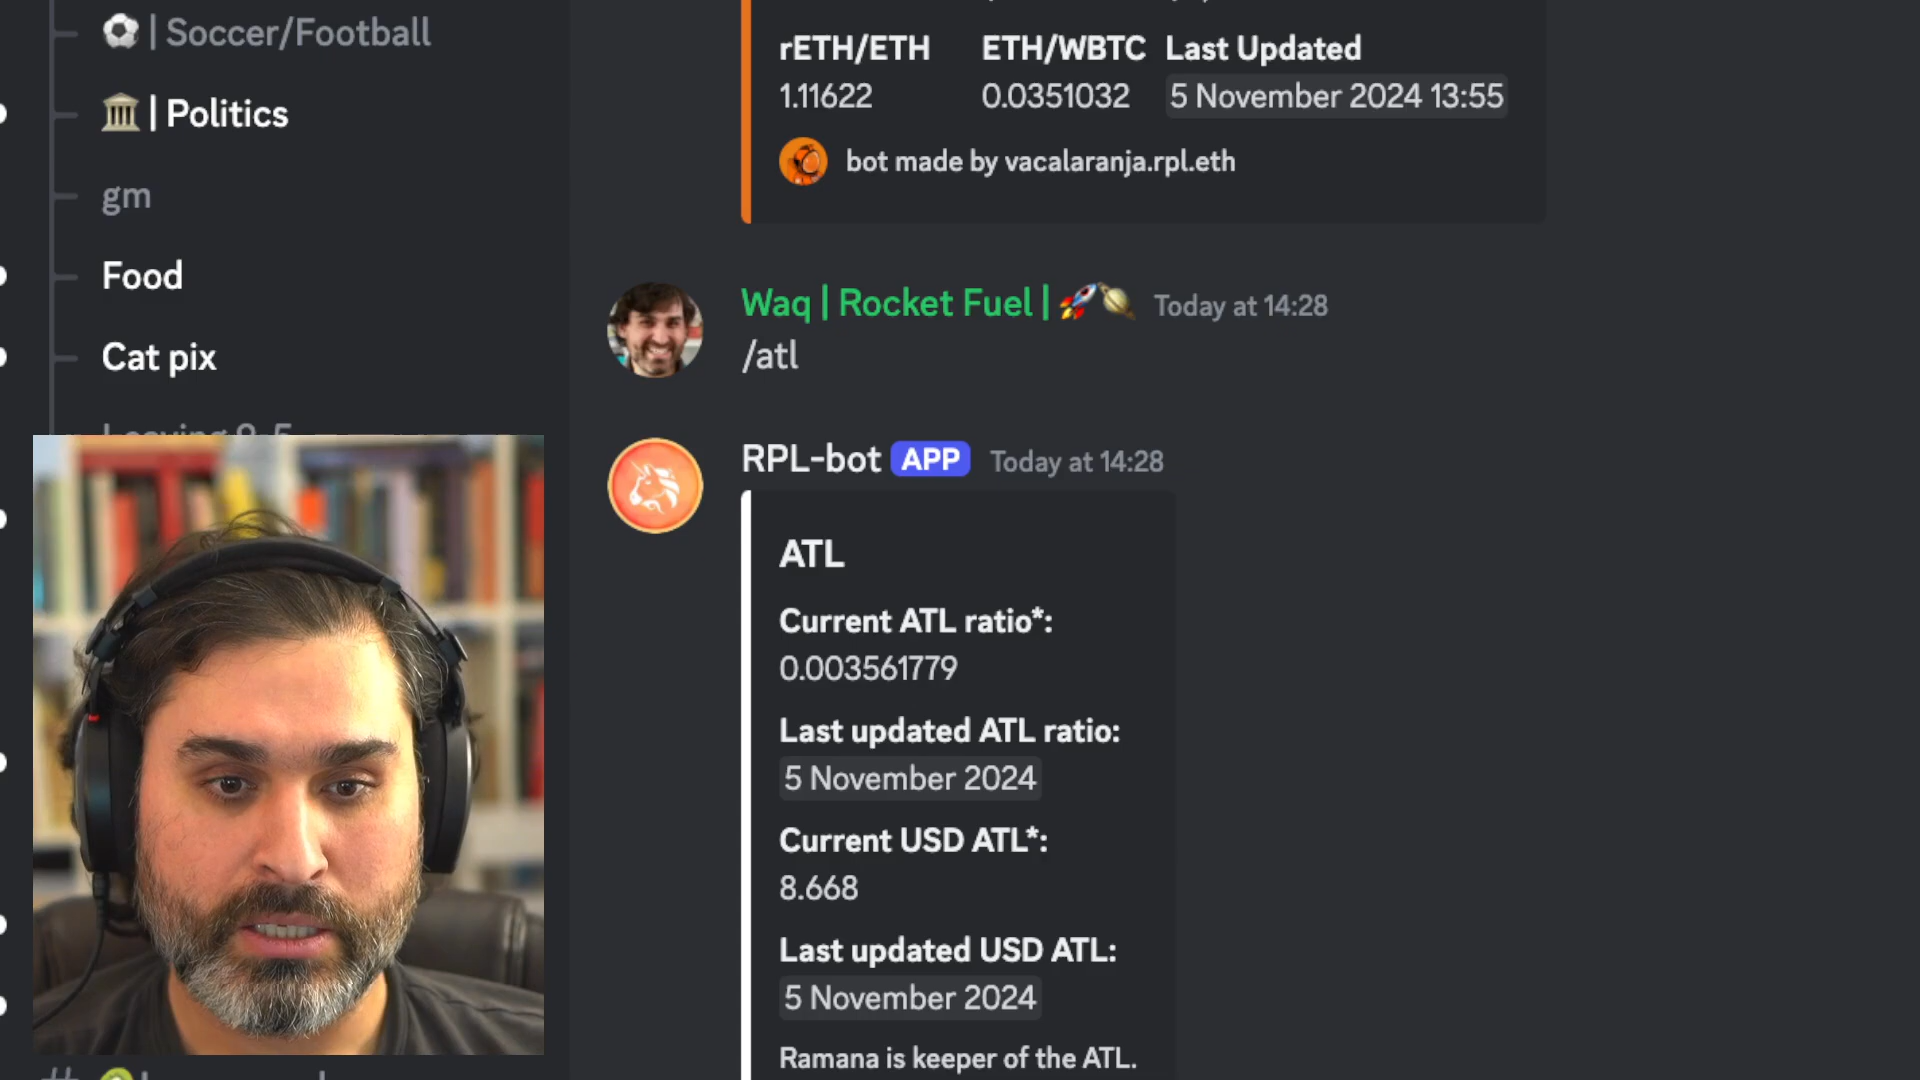 | Soccer/Football
| Politics
gm
Food
Cat pix
rETH/ETH ETH/WBTC Last Updated
1.11622 0.0351032 5 November 2024 13:55
bot made by vacalaranja.rpl.eth
Waq | Rocket Fuel | 🚀🪐 Today at 14:28
/atl
RPL-bot APP Today at 14:28
ATL
Current ATL ratio*:
0.003561779
Last updated ATL ratio:
5 November 2024
Current USD ATL*:
8.668
Last updated USD ATL:
5 November 2024
Ramana is keeper of the ATL.